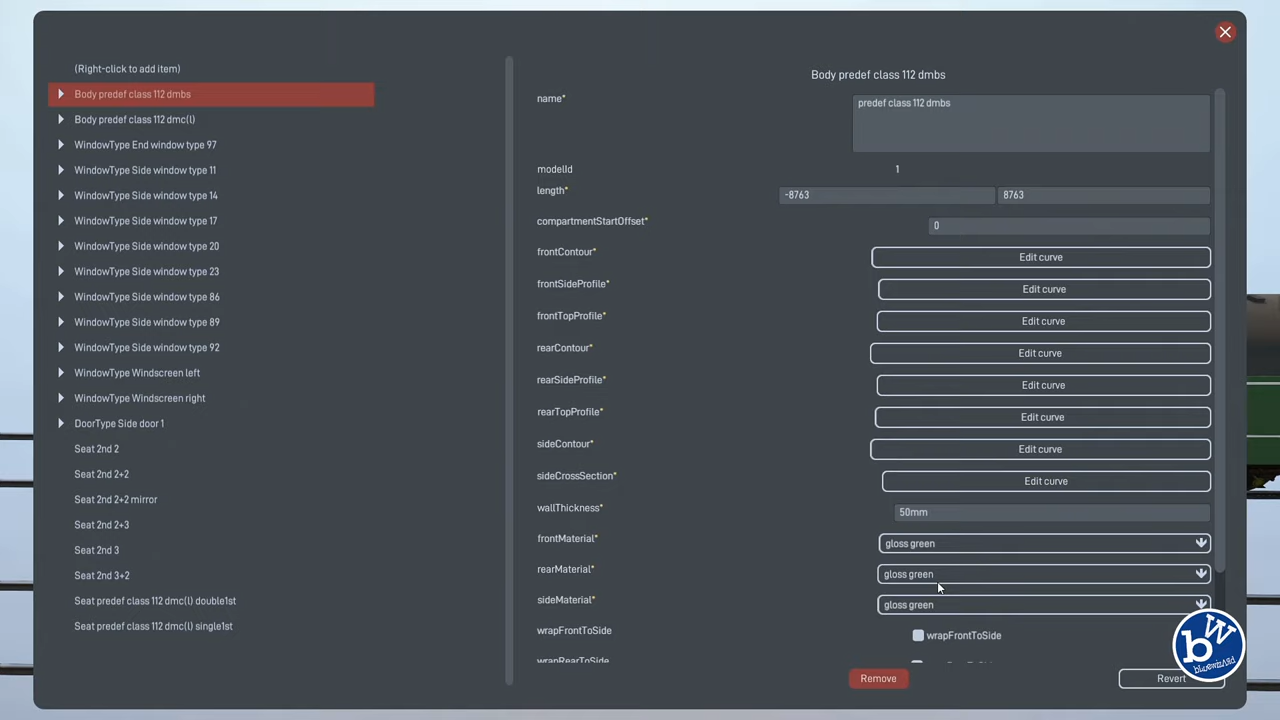 (Right-click to add item)
Body predef class 112 dmbs
Body predef class 112 dmc(l)
WindowType End window type 97
WindowType Side window type 11
WindowType Side window type 14
WindowType Side window type 17
WindowType Side window type 20
WindowType Side window type 23
WindowType Side window type 86
WindowType Side window type 89
WindowType Side window type 92
WindowType Windscreen left
WindowType Windscreen right
DoorType Side door 1
Seat 2nd 2
Seat 2nd 2+2
Seat 2nd 2+2 mirror
Seat 2nd 2+3
Seat 2nd 3
Seat 2nd 3+2
Seat predef class 112 dmc(l) double1st
Seat predef class 112 dmc(l) single1st
Body predef class 112 dmbs
name* predef class 112 dmbs
modelId 1
length* -8763 8763
compartmentStartOffset* 0
frontContour* Edit curve
frontSideProfile* Edit curve
frontTopProfile* Edit curve
rearContour* Edit curve
rearSideProfile* Edit curve
rearTopProfile* Edit curve
sideContour* Edit curve
sideCrossSection* Edit curve
wallThickness* 50mm
frontMaterial* gloss green
rearMaterial* gloss green
sideMaterial* gloss green
wrapFrontToSide wrapFrontToSide
wrapRearToSide
Remove Revert
bW
bluewizard